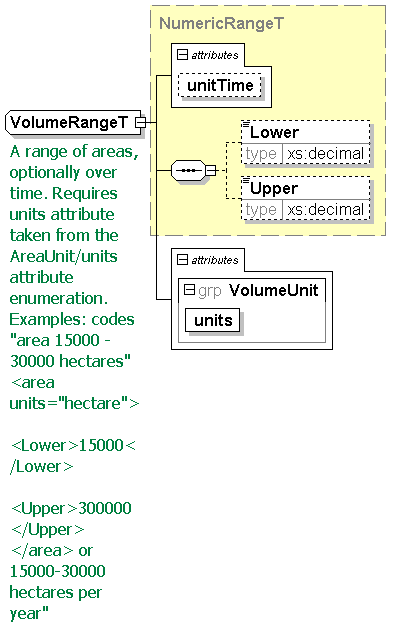 NumericRangeT
attributes
unitTime
VolumeRangeT
Lower
type xs:decimal
Upper
type xs:decimal
attributes
grp VolumeUnit
units
A range of areas,
optionally over
time. Requires
units attribute
taken from the
AreaUnit/units
attribute
enumeration.
Examples: codes
"area 15000 -
30000 hectares"
<area
units="hectare">
<Lower>15000<
/Lower>
<Upper>300000
</Upper>
</area> or
15000-30000
hectares per
year"